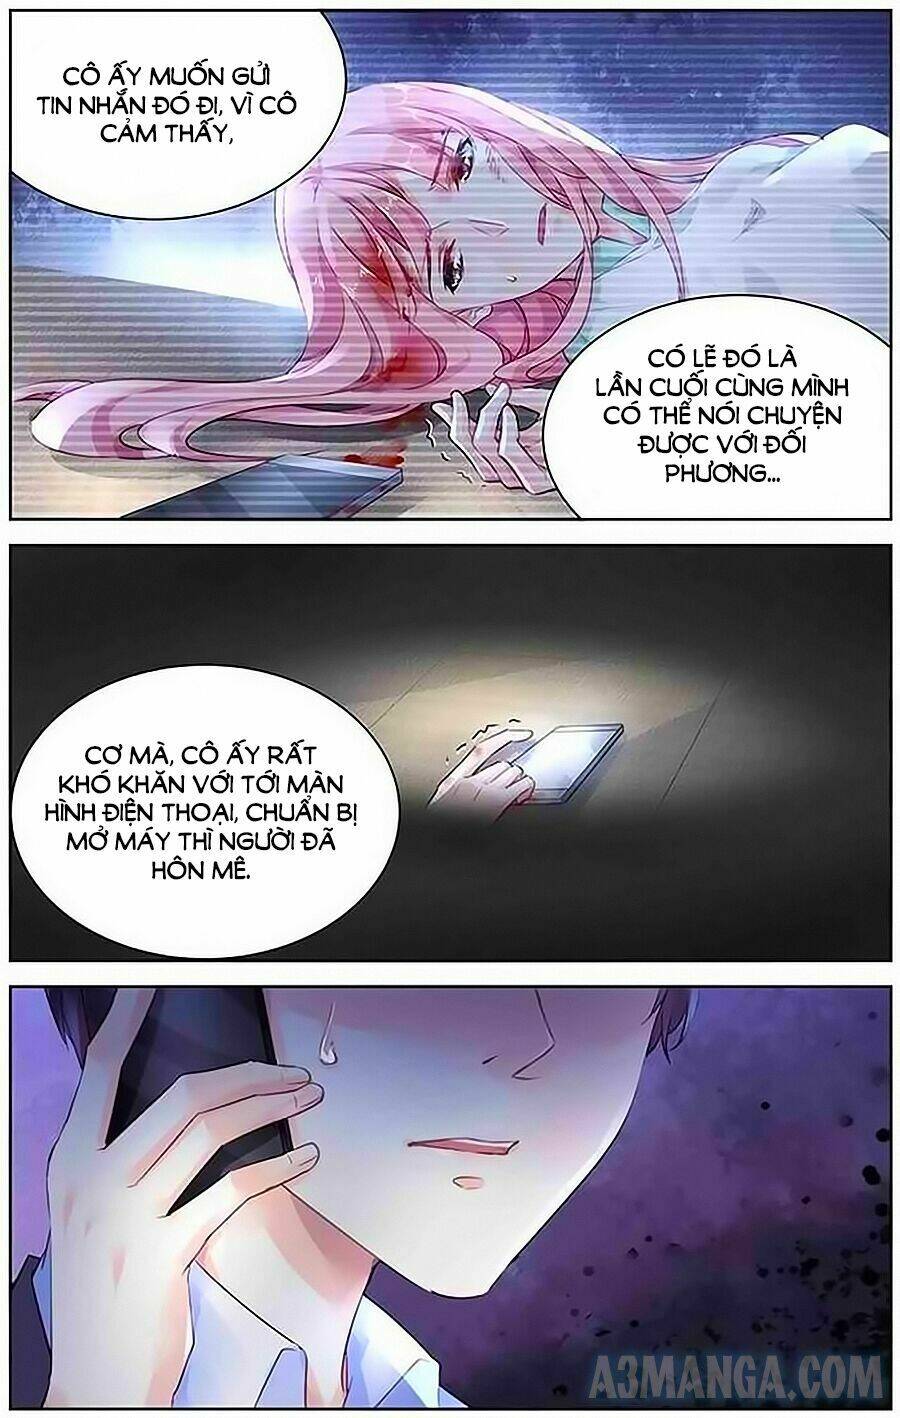 CÔ ẤY MUỐN GỬI
TIN NHẮN ĐÓ ĐI, VÌ CÔ
CẢM THẤY,
CÓ LẼ ĐÓ LÀ
LẦN CUỐI CÙNG MÌNH
CÓ THỂ NÓI CHUYỆN
ĐƯỢC VỚI ĐỐI
PHƯƠNG...
CƠ MÀ, CÔ ẤY RẤT
KHÓ KHĂN VỚI TỚI MÀN
HÌNH ĐIỆN THOẠI, CHUẨN BỊ
MỞ MÁY THÌ NGƯỜI ĐÃ
HÔN MÊ.
A3MANGA.COM